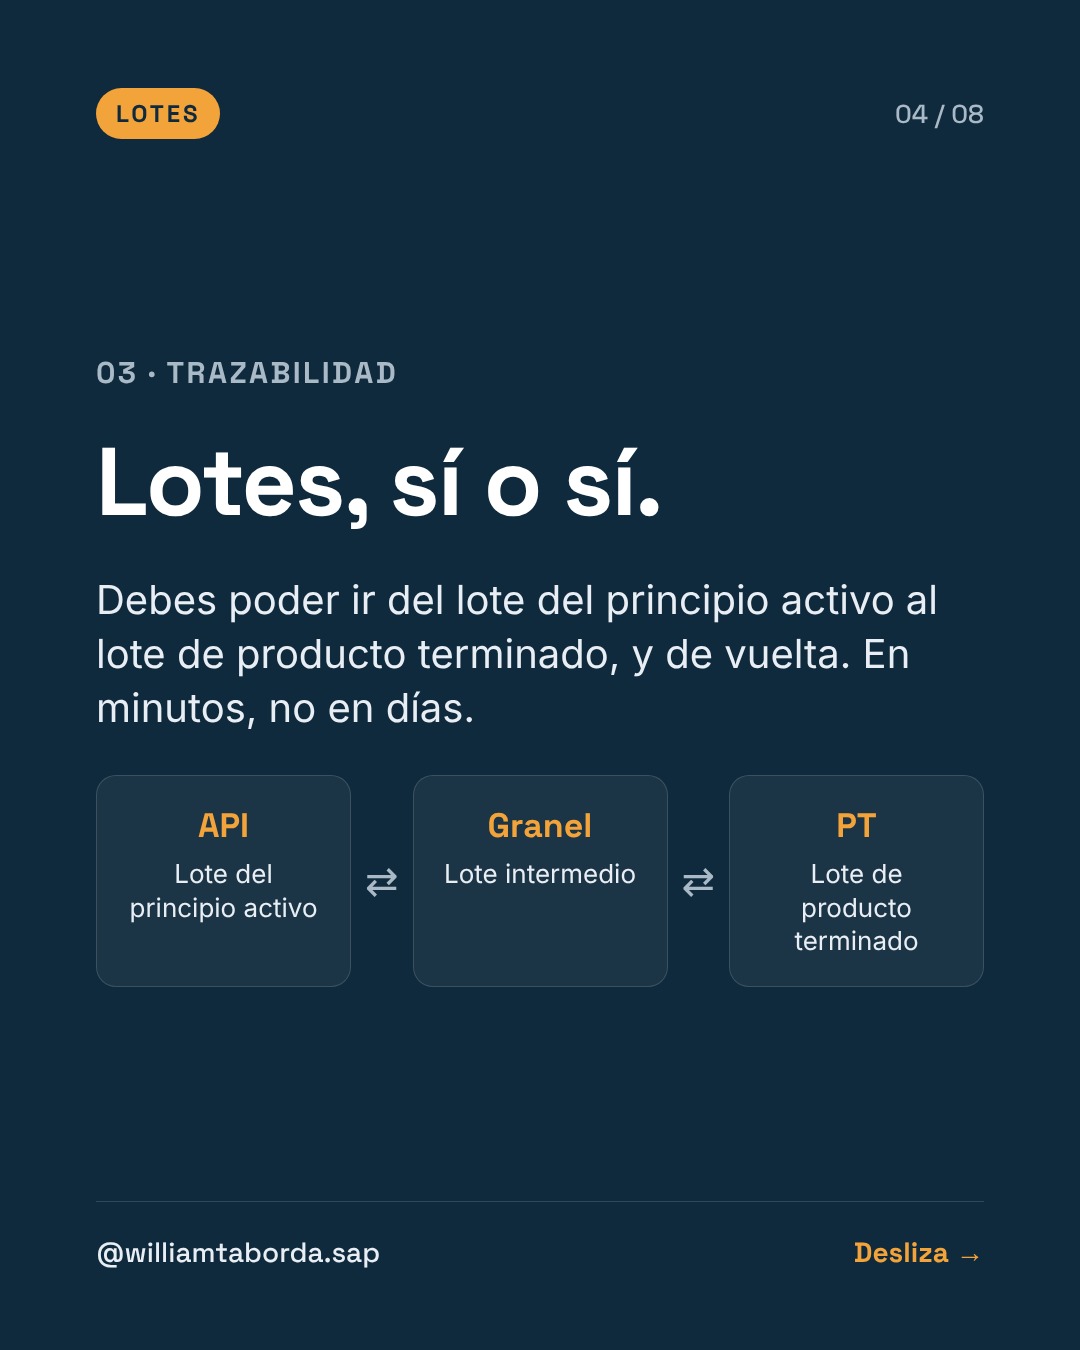 LOTES
04 / 08
03 · TRAZABILIDAD
Lotes, sí o sí.
Debes poder ir del lote del principio activo al
lote de producto terminado, y de vuelta. En
minutos, no en días.
API
Lote del
principio activo
⇄
Granel
Lote intermedio
⇄
PT
Lote de
producto
terminado
@williamtaborda.sap
Desliza →